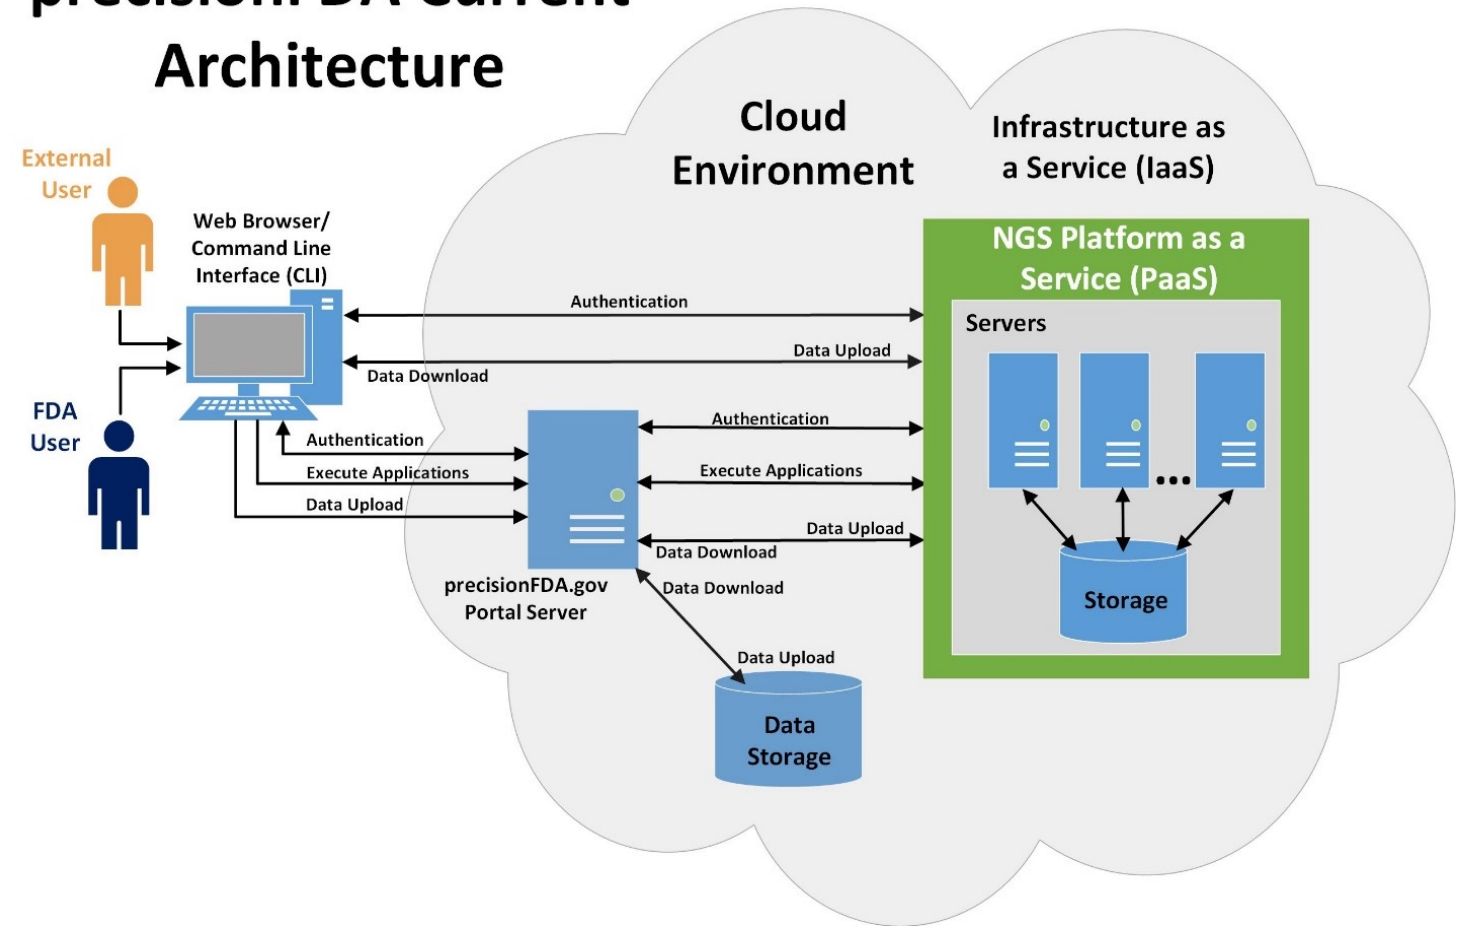 precisionFDA Current
Architecture
Cloud
Environment
Infrastructure as
a Service (IaaS)
External
User
Web Browser/
Command Line
Interface (CLI)
NGS Platform as a
Service (PaaS)
Servers
Authentication
Data Upload
Data Download
FDA
User
Authentication
Execute Applications
Data Upload
Authentication
Execute Applications
Data Upload
Data Download
...
Storage
precisionFDA.gov
Portal Server
Data Download
Data Upload
Data
Storage